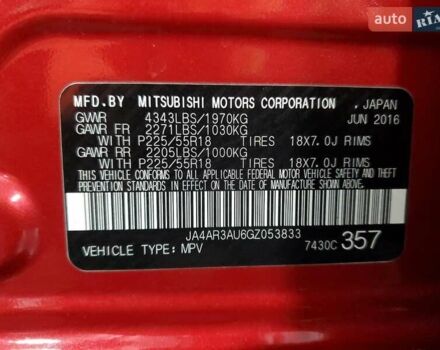 auto RIA
MFD.BY MITSUBISHI MOTORS CORPORATION . JAPAN
GVWR 4343LBS/1970KG JUN 2016
GAWR FR 2271LBS/1030KG
WITH P225/55R18 TIRES 18X7.0J RIMS
GAWR RR 2205LBS/1000KG
WITH P225/55R18 TIRES 18X7.0J RIMS
THIS VEHICLE CONFORMS TO ALL APPLICABLE FEDERAL
MOTOR VEHICLE SAFETY AND THEFT PREVENTION
STANDARDS IN EFFECT ON THE DATE OF MANUFACTURE
SHOWN ABOVE.
JA4AR3AU6GZ053833
VEHICLE TYPE: MPV 7430C 357